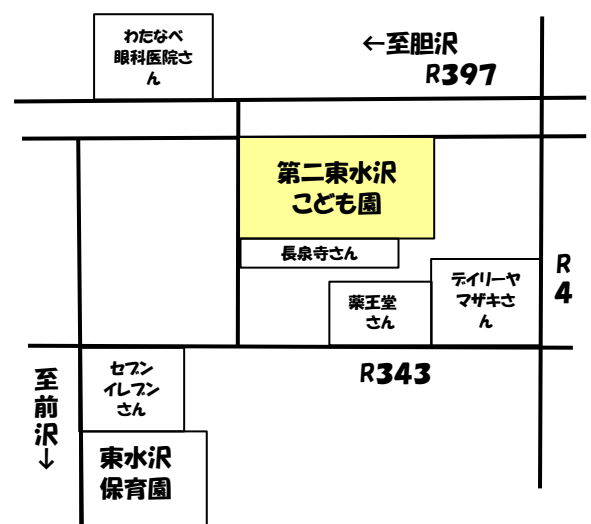 わたなべ
眼科医院さ
ん
←至胆沢
R397
第二東水沢
こども園
長泉寺さん
デイリーヤ
マザキさ
ん
R
4
薬王堂
さん
R343
セブン
イレブン
さん
至
前
沢
↓
東水沢
保育園